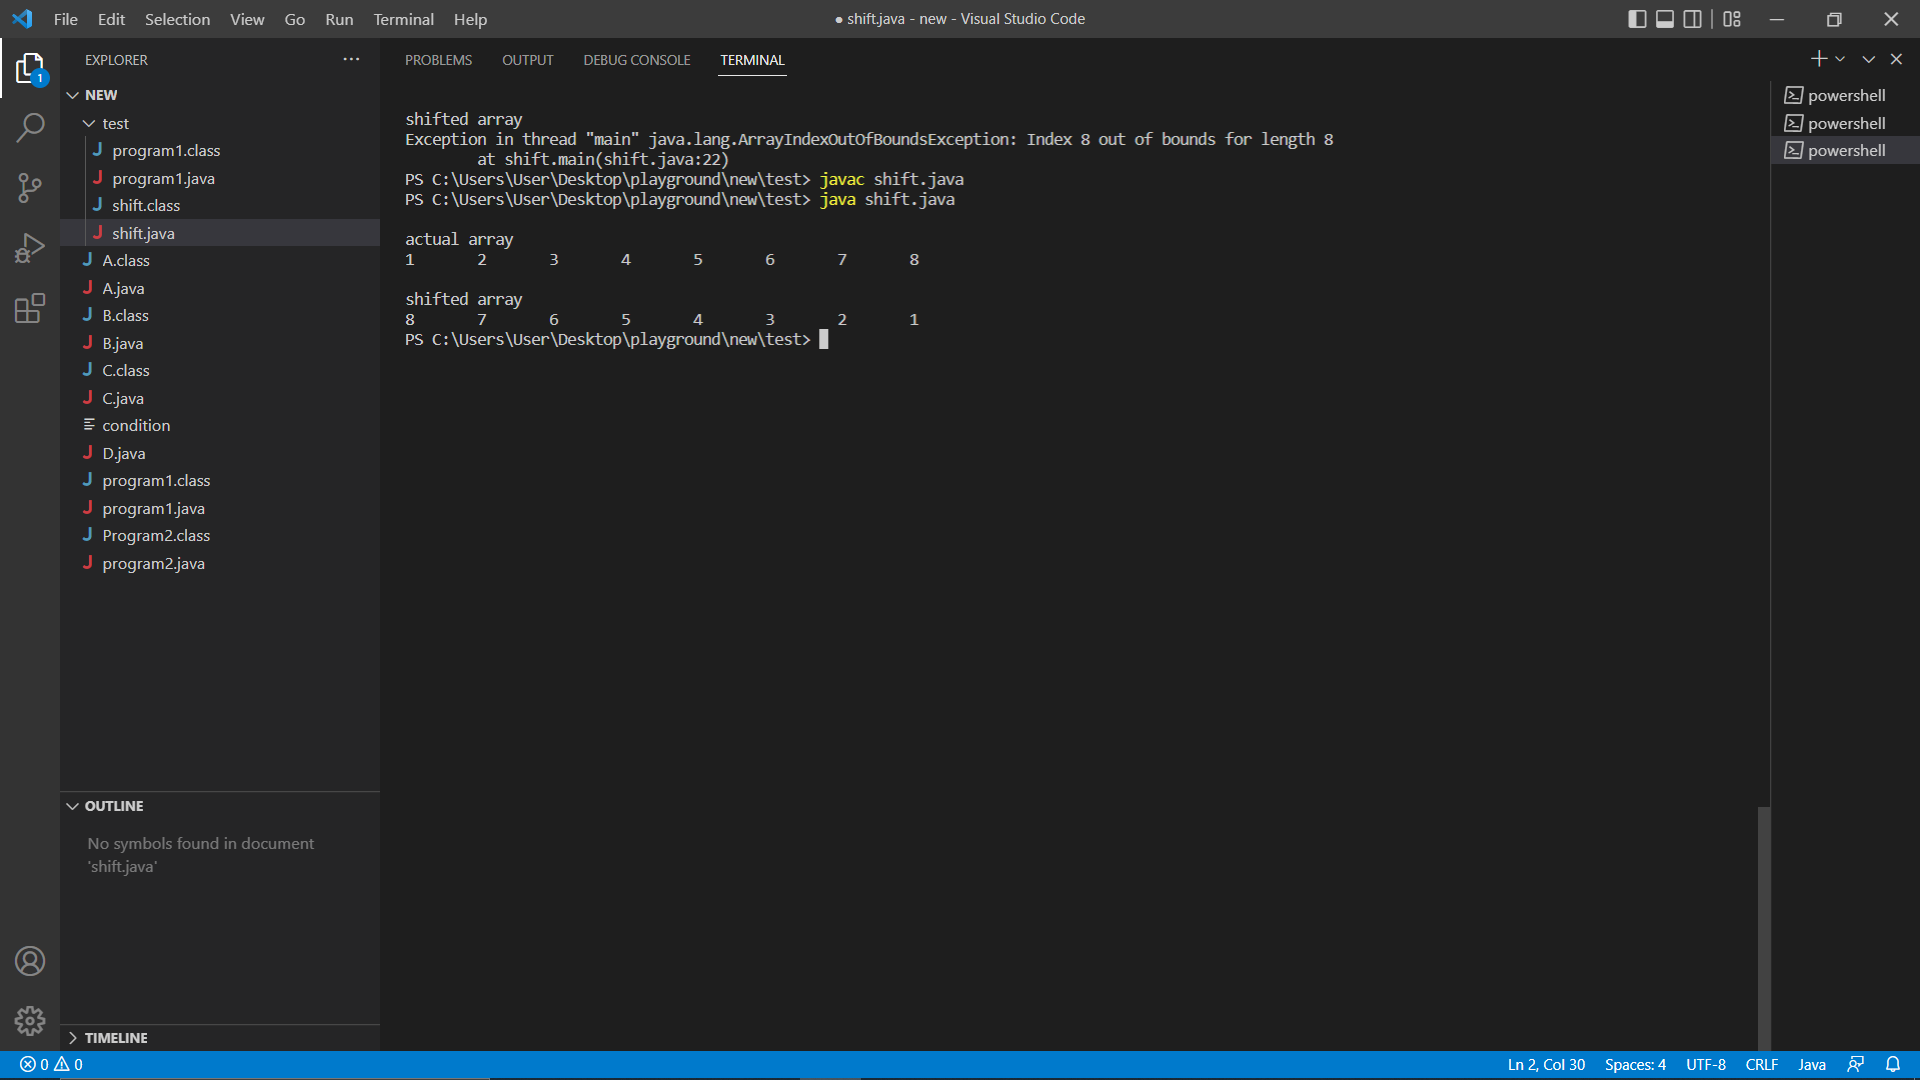 File Edit Selection View Go Run Terminal Help
● shift.java - new - Visual Studio Code
EXPLORER
NEW
test
program1.class
program1.java
shift.class
shift.java
A.class
A.java
B.class
B.java
C.class
C.java
condition
D.java
program1.class
program1.java
Program2.class
program2.java
OUTLINE
No symbols found in document
'shift.java'
TIMELINE
1
PROBLEMS OUTPUT DEBUG CONSOLE TERMINAL
shifted array
Exception in thread "main" java.lang.ArrayIndexOutOfBoundsException: Index 8 out of bounds for length 8
        at shift.main(shift.java:22)
PS C:\Users\User\Desktop\playground\new\test> javac shift.java
PS C:\Users\User\Desktop\playground\new\test> java shift.java
actual array
1 2 3 4 5 6 7 8
shifted array
8 7 6 5 4 3 2 1
PS C:\Users\User\Desktop\playground\new\test>
powershell
powershell
powershell
0 0
Ln 2, Col 30 Spaces: 4 UTF-8 CRLF Java